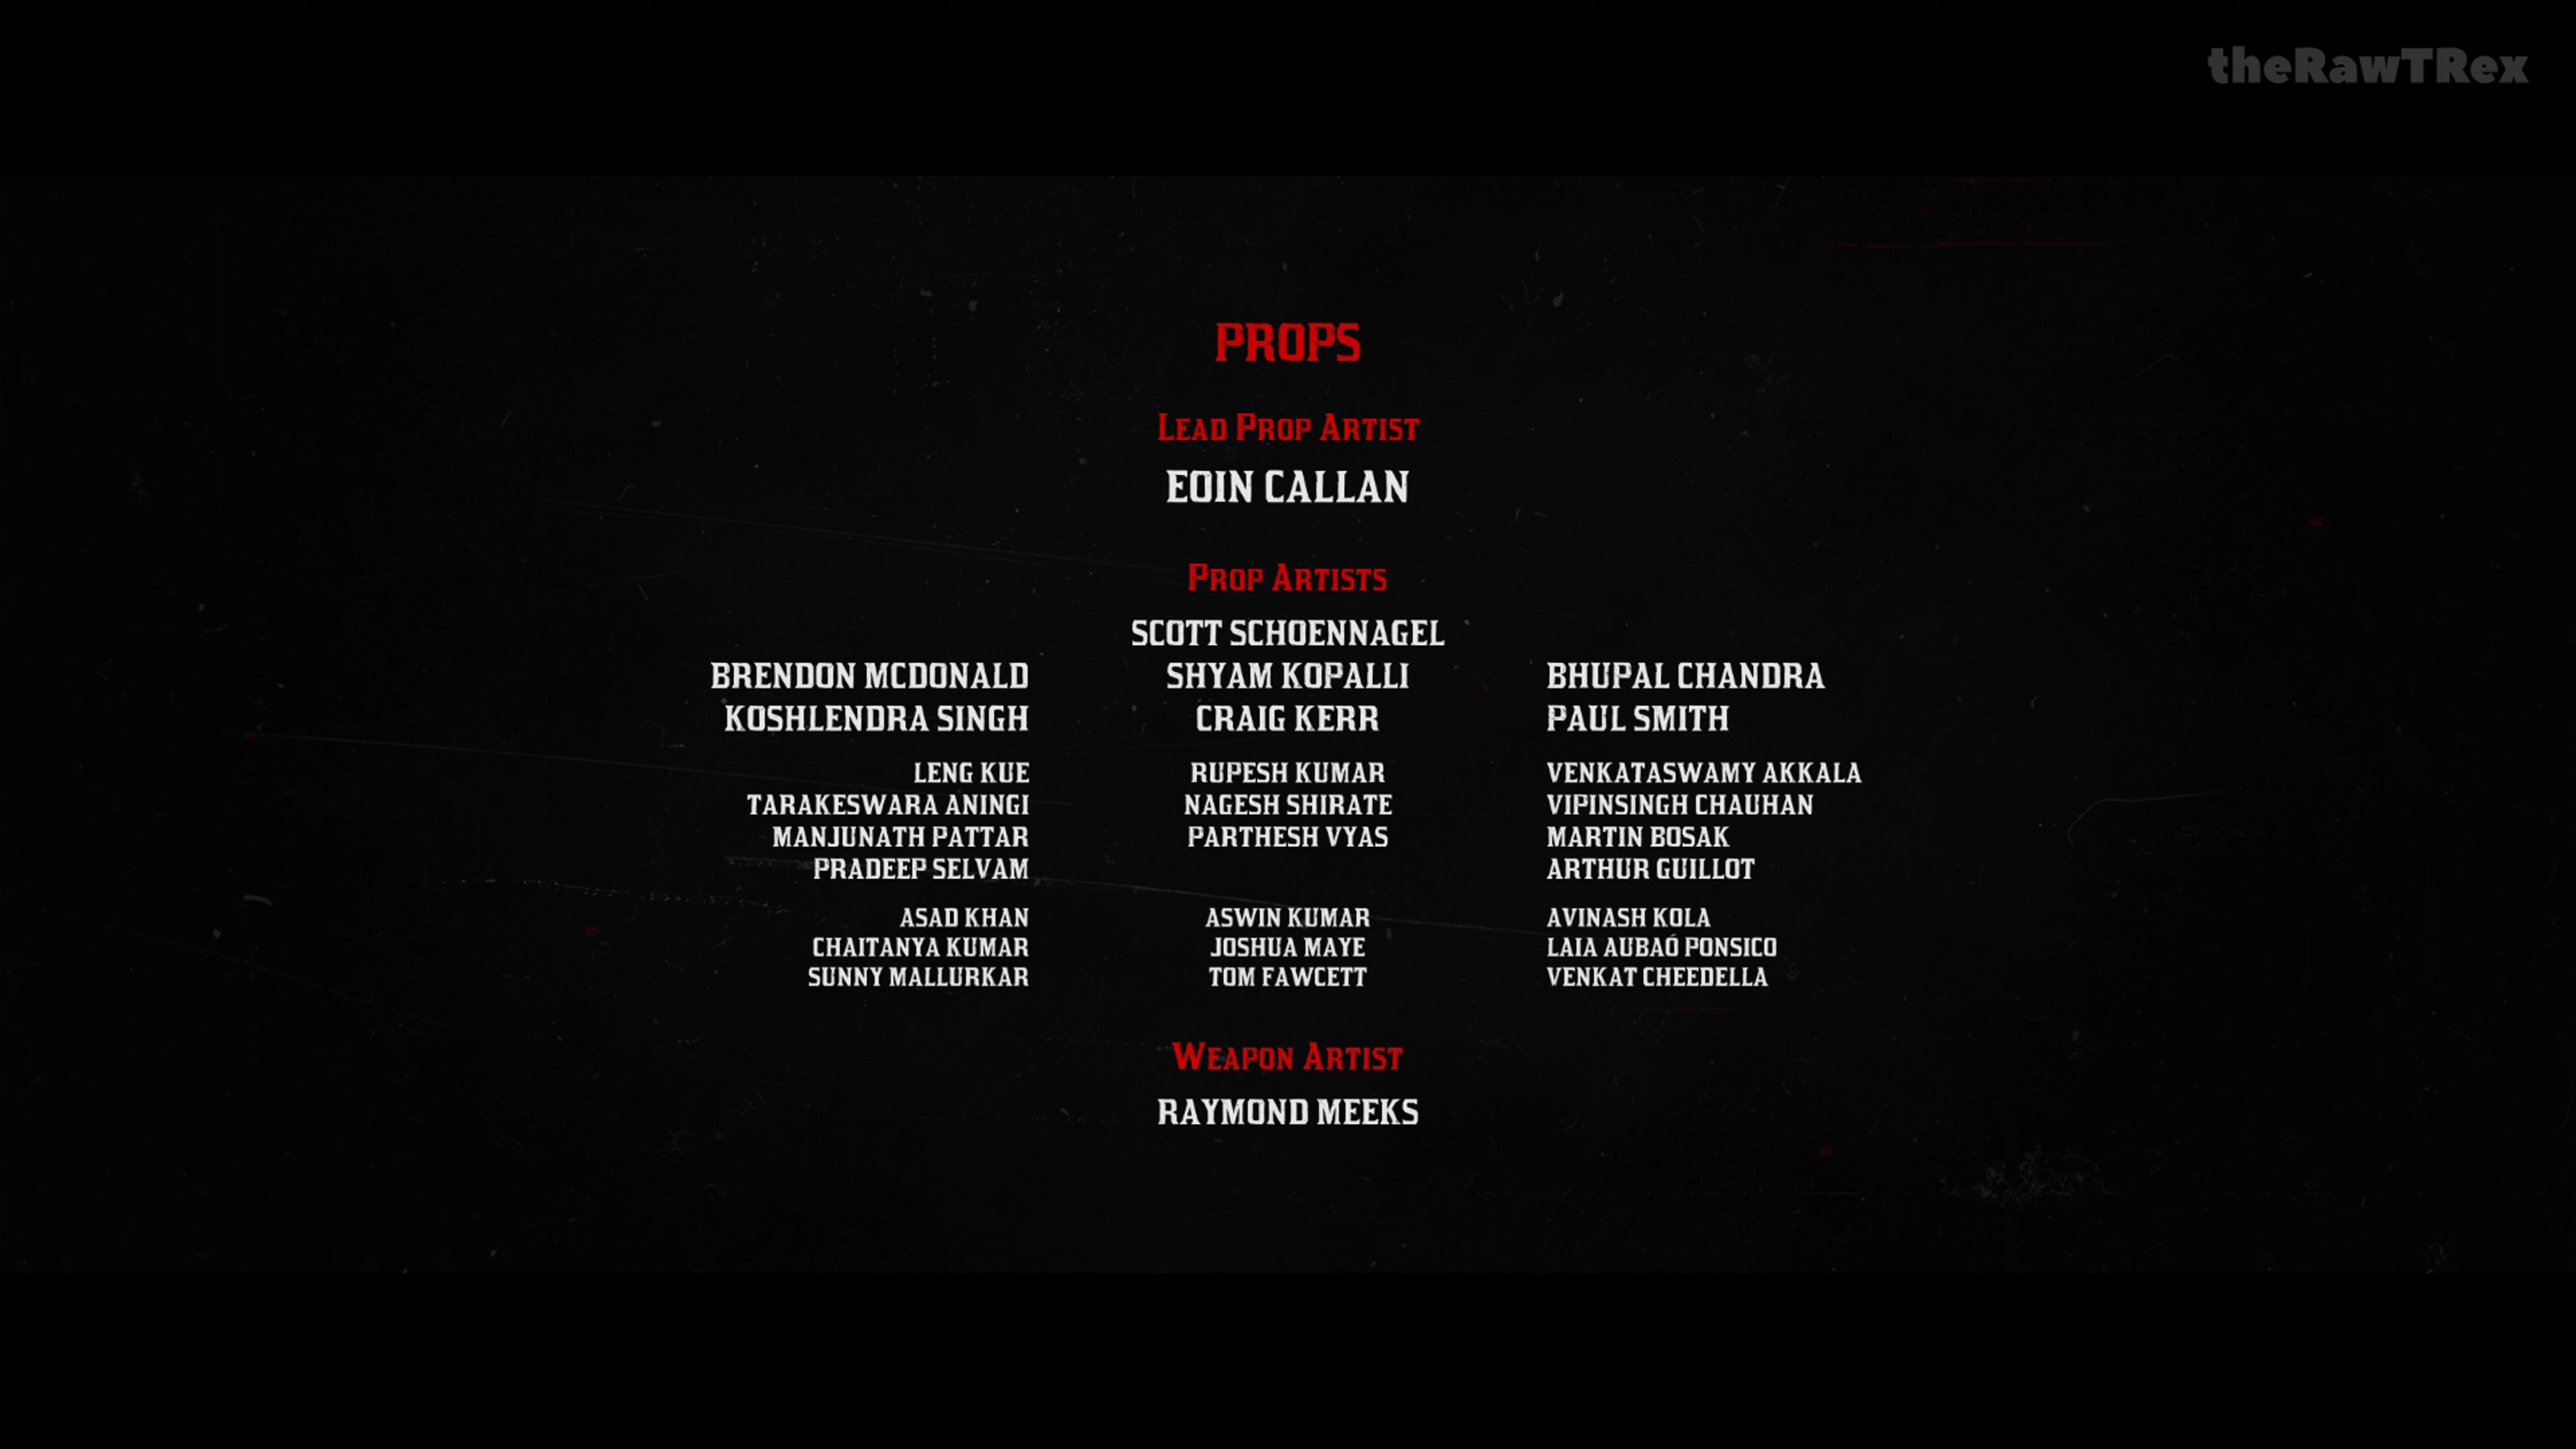 theRawTRex
PROPS
LEAD PROP ARTIST
EOIN CALLAN
PROP ARTISTS
SCOTT SCHOENNAGEL
BRENDON MCDONALD SHYAM KOPALLI BHUPAL CHANDRA
KOSHLENDRA SINGH CRAIG KERR PAUL SMITH
LENG KUE RUPESH KUMAR VENKATASWAMY AKKALA
TARAKESWARA ANINGI NAGESH SHIRATE VIPINSINGH CHAUHAN
MANJUNATH PATTAR PARTHESH VYAS MARTIN BOSAK
PRADEEP SELVAM ARTHUR GUILLOT
ASAD KHAN ASWIN KUMAR AVINASH KOLA
CHAITANYA KUMAR JOSHUA MAYE LAIA AUBAÓ PONSICO
SUNNY MALLURKAR TOM FAWCETT VENKAT CHEEDELLA
WEAPON ARTIST
RAYMOND MEEKS